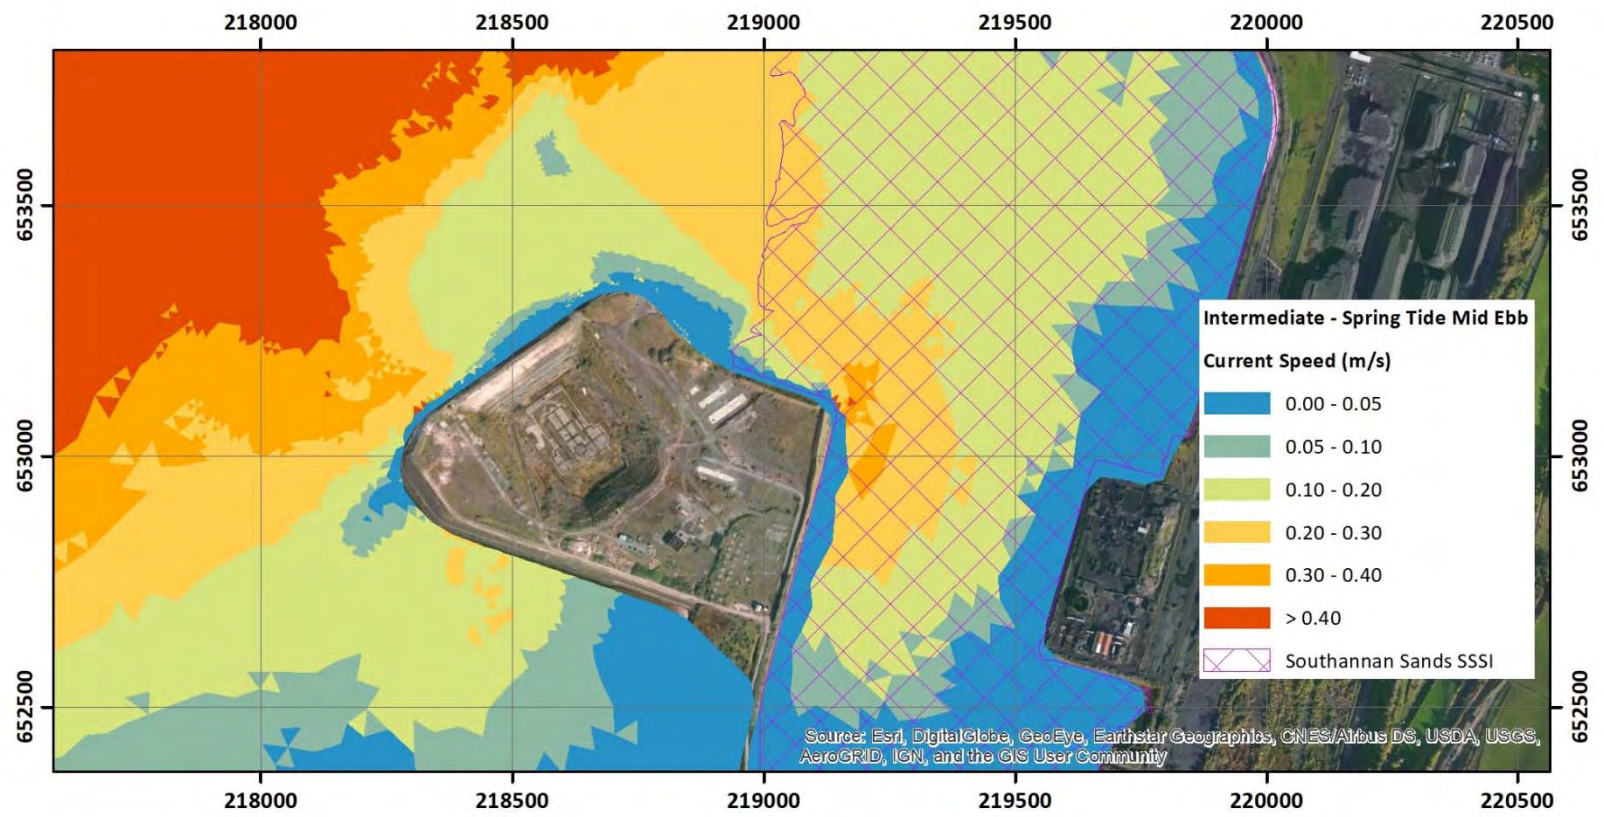 218000 218500 219000 219500 220000 220500
653500 653500
653000 653000
652500 652500
Intermediate - Spring Tide Mid Ebb
Current Speed (m/s)
0.00 - 0.05
0.05 - 0.10
0.10 - 0.20
0.20 - 0.30
0.30 - 0.40
> 0.40
Southannan Sands SSSI
Source: Esri, DigitalGlobe, GeoEye, Earthstar Geographics, CNES/Airbus DS, USDA, USGS,
AeroGRID, IGN, and the GIS User Community
218000 218500 219000 219500 220000 220500